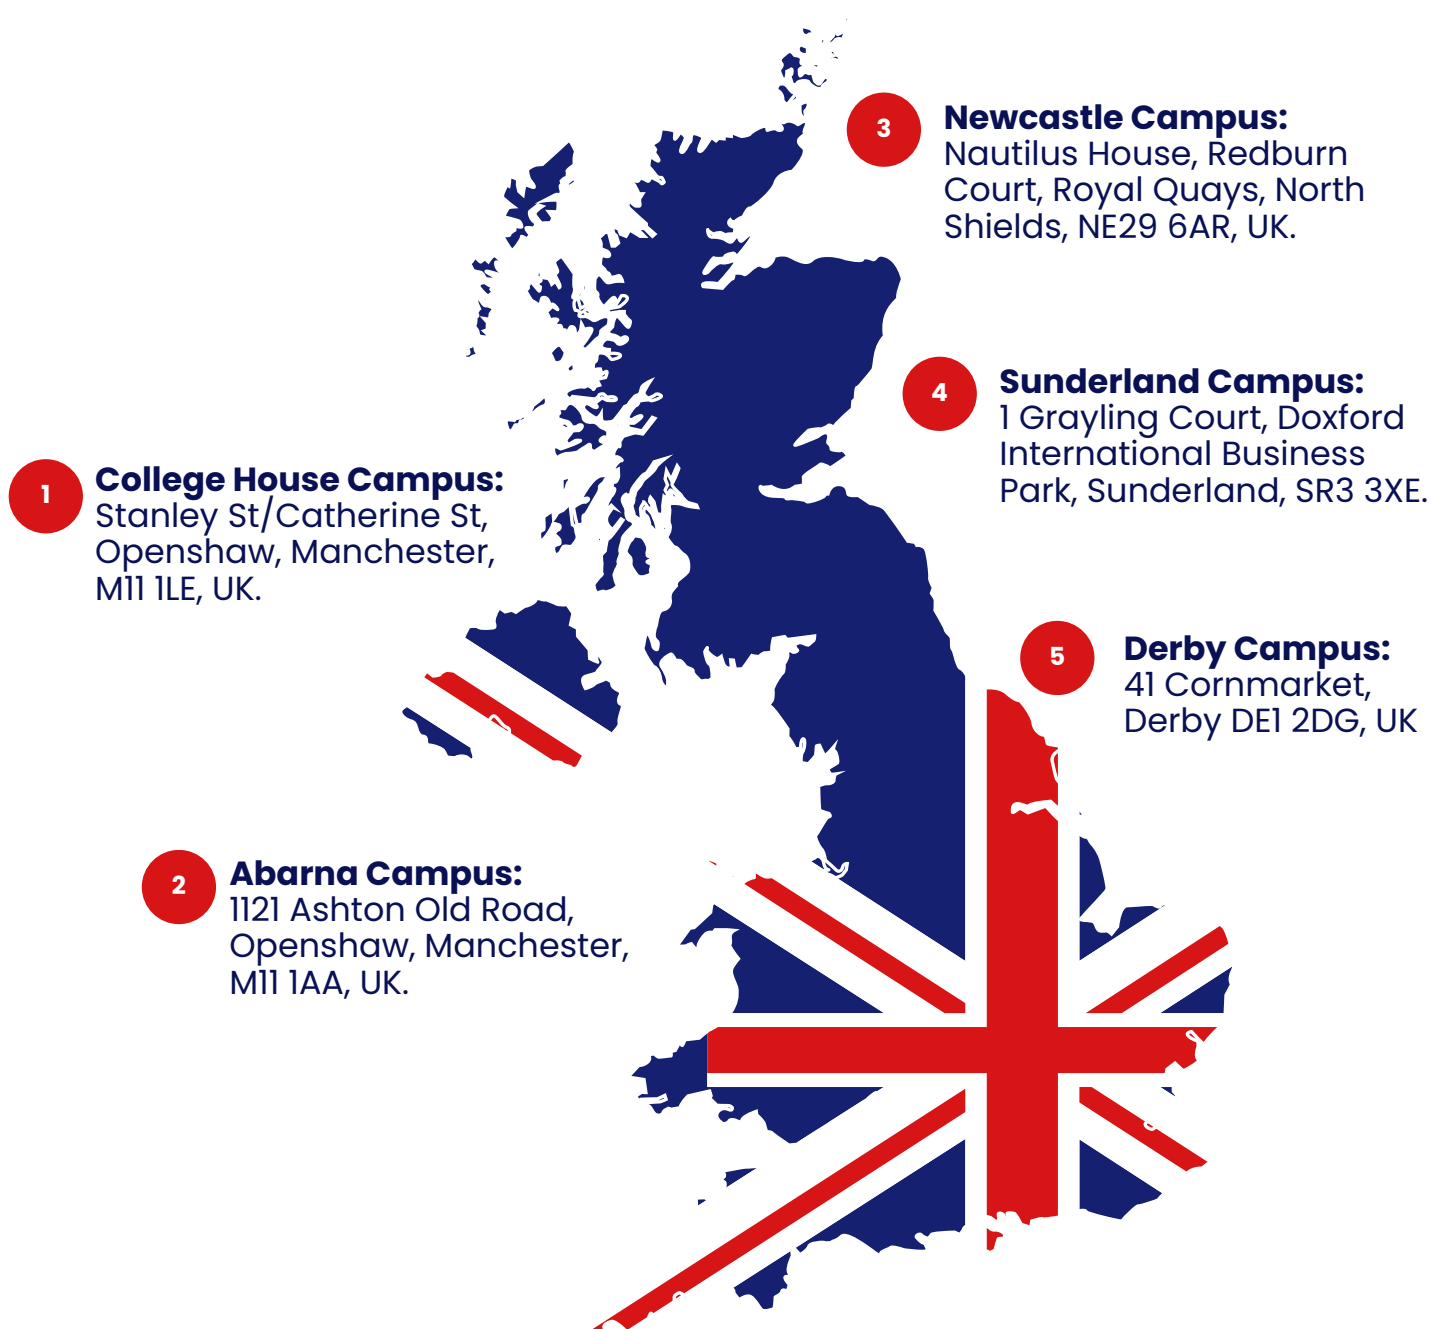 1
College House Campus:
Stanley St/Catherine St,
Openshaw, Manchester,
M11 1LE, UK.
2
Abarna Campus:
1121 Ashton Old Road,
Openshaw, Manchester,
M11 1AA, UK.
3
Newcastle Campus:
Nautilus House, Redburn
Court, Royal Quays, North
Shields, NE29 6AR, UK.
4
Sunderland Campus:
1 Grayling Court, Doxford
International Business
Park, Sunderland, SR3 3XE.
5
Derby Campus:
41 Cornmarket,
Derby DE1 2DG, UK